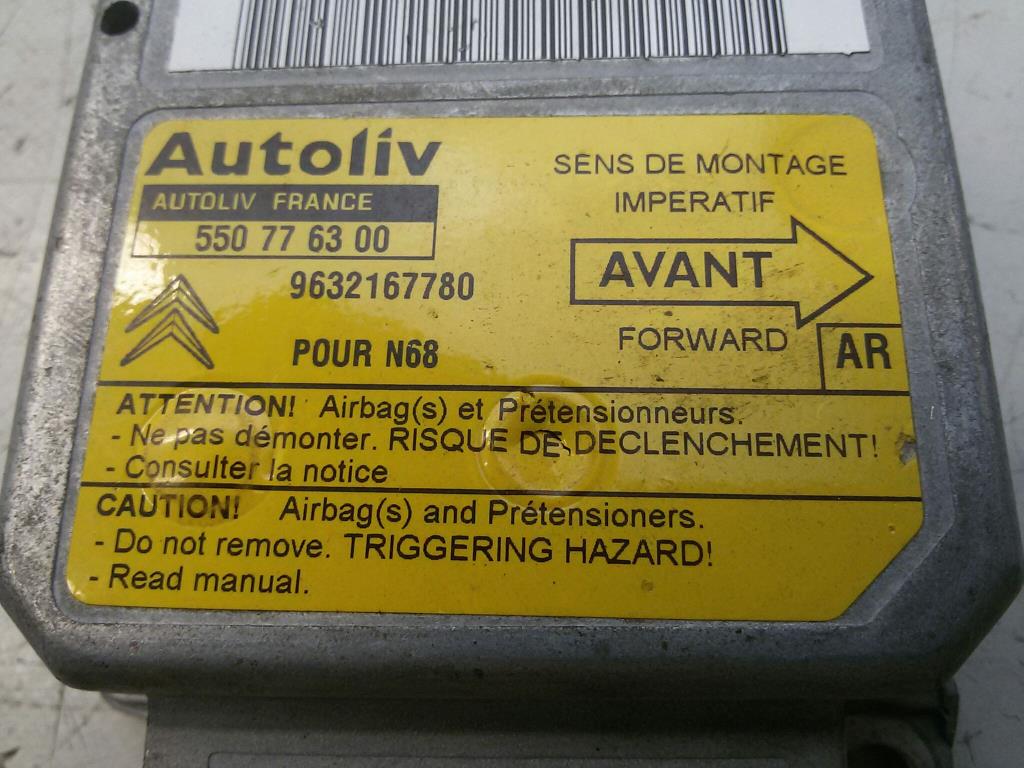 Autoliv
AUTOLIV FRANCE
550 77 63 00
9632167780
POUR N68
SENS DE MONTAGE
IMPERATIF
AVANT
FORWARD
AR
ATTENTION! Airbag(s) et Prétensionneurs.
- Ne pas démonter. RISQUE DE DECLENCHEMENT!
- Consulter la notice
CAUTION! Airbag(s) and Prétensioners.
- Do not remove. TRIGGERING HAZARD!
- Read manual.